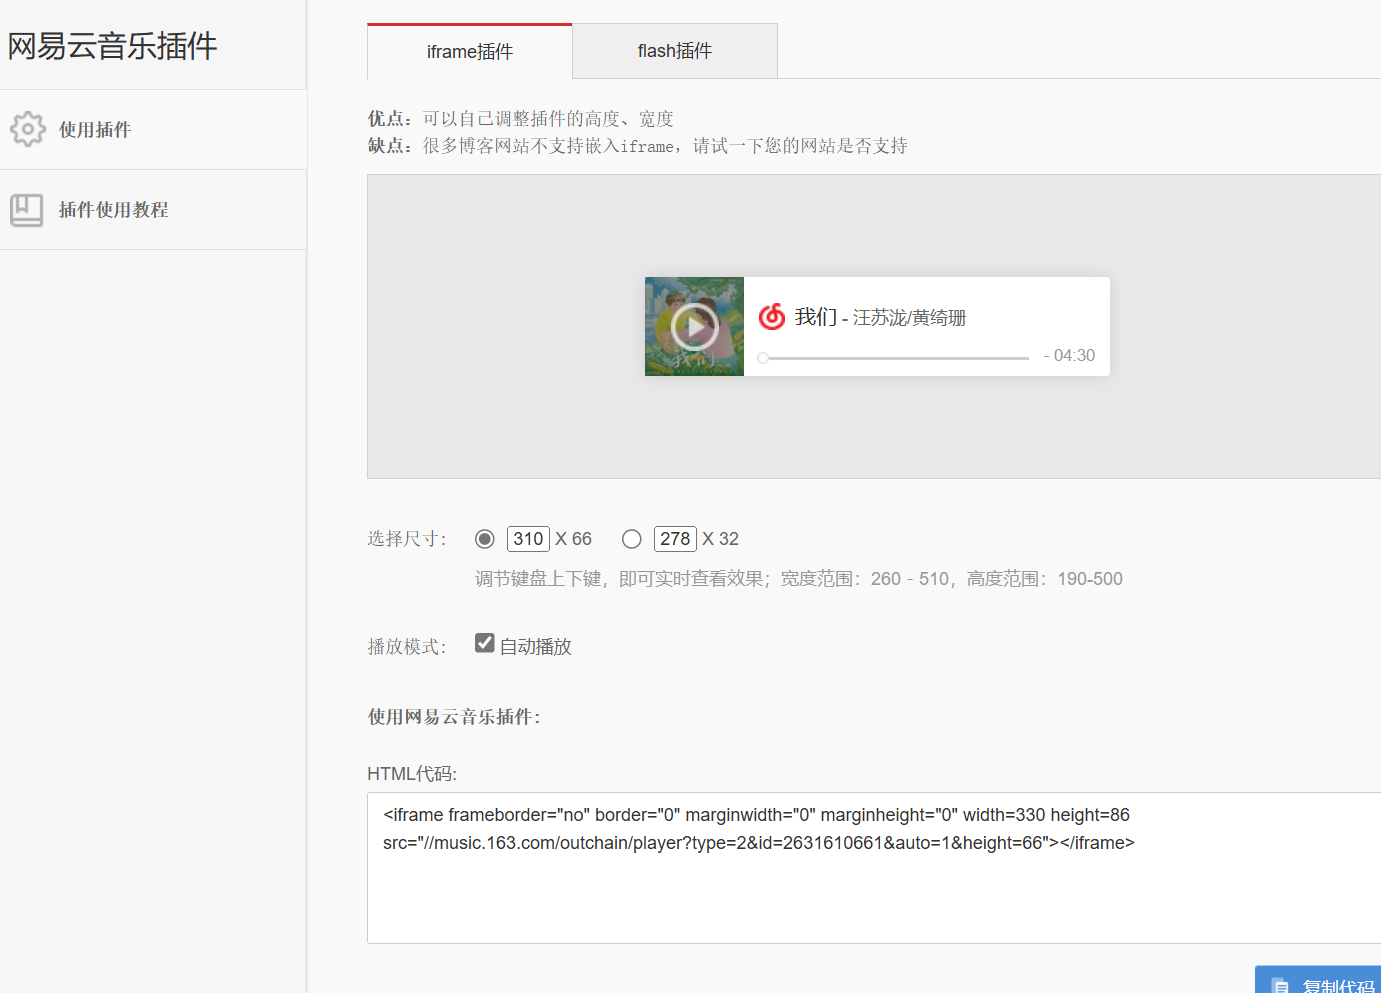 网易云音乐插件
使用插件
插件使用教程
iframe插件
flash插件
优点：可以自己调整插件的高度、宽度
缺点：很多博客网站不支持嵌入iframe，请试一下您的网站是否支持
我们
我们 - 汪苏泷/黄绮珊
- 04:30
选择尺寸： 310 X 66 278 X 32
调节键盘上下键，即可实时查看效果；宽度范围：260 - 510，高度范围：190-500
播放模式： 自动播放
使用网易云音乐插件：
HTML代码:
<iframe frameborder="no" border="0" marginwidth="0" marginheight="0" width=330 height=86
src="//music.163.com/outchain/player?type=2&id=2631610661&auto=1&height=66"></iframe>
复制代码